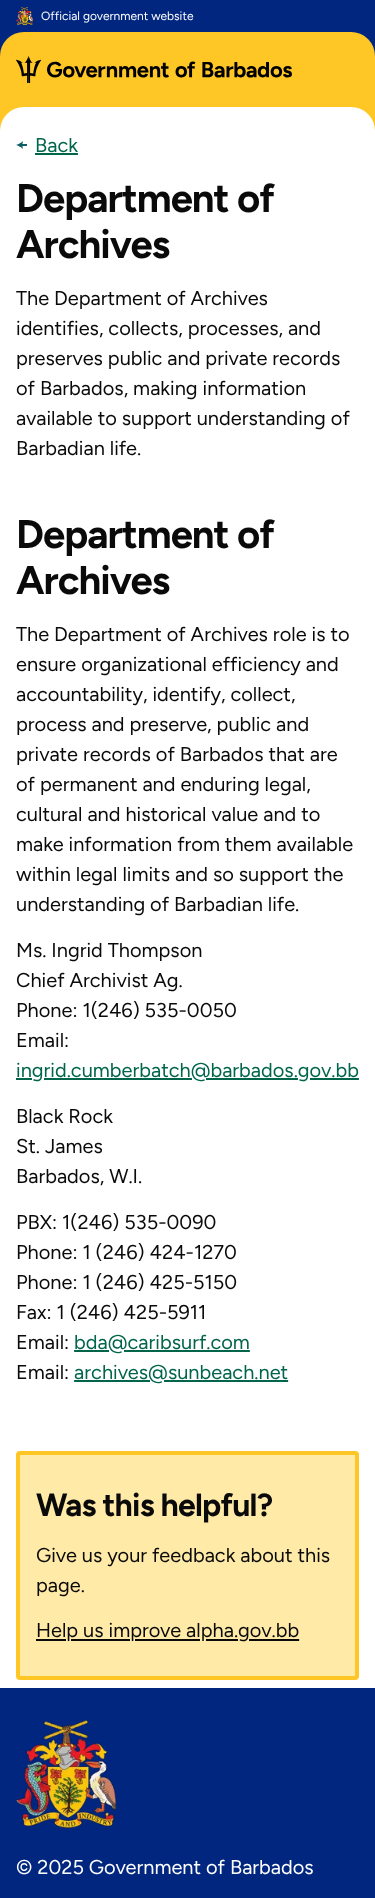 Official government website
Government of Barbados
← Back
Department of
Archives
The Department of Archives
identifies, collects, processes, and
preserves public and private records
of Barbados, making information
available to support understanding of
Barbadian life.
Department of
Archives
The Department of Archives role is to
ensure organizational efficiency and
accountability, identify, collect,
process and preserve, public and
private records of Barbados that are
of permanent and enduring legal,
cultural and historical value and to
make information from them available
within legal limits and so support the
understanding of Barbadian life.
Ms. Ingrid Thompson
Chief Archivist Ag.
Phone: 1(246) 535-0050
Email:
ingrid.cumberbatch@barbados.gov.bb
Black Rock
St. James
Barbados, W.I.
PBX: 1(246) 535-0090
Phone: 1 (246) 424-1270
Phone: 1 (246) 425-5150
Fax: 1 (246) 425-5911
Email: bda@caribsurf.com
Email: archives@sunbeach.net
Was this helpful?
Give us your feedback about this
page.
Help us improve alpha.gov.bb
PRIDE AND INDUSTRY
© 2025 Government of Barbados